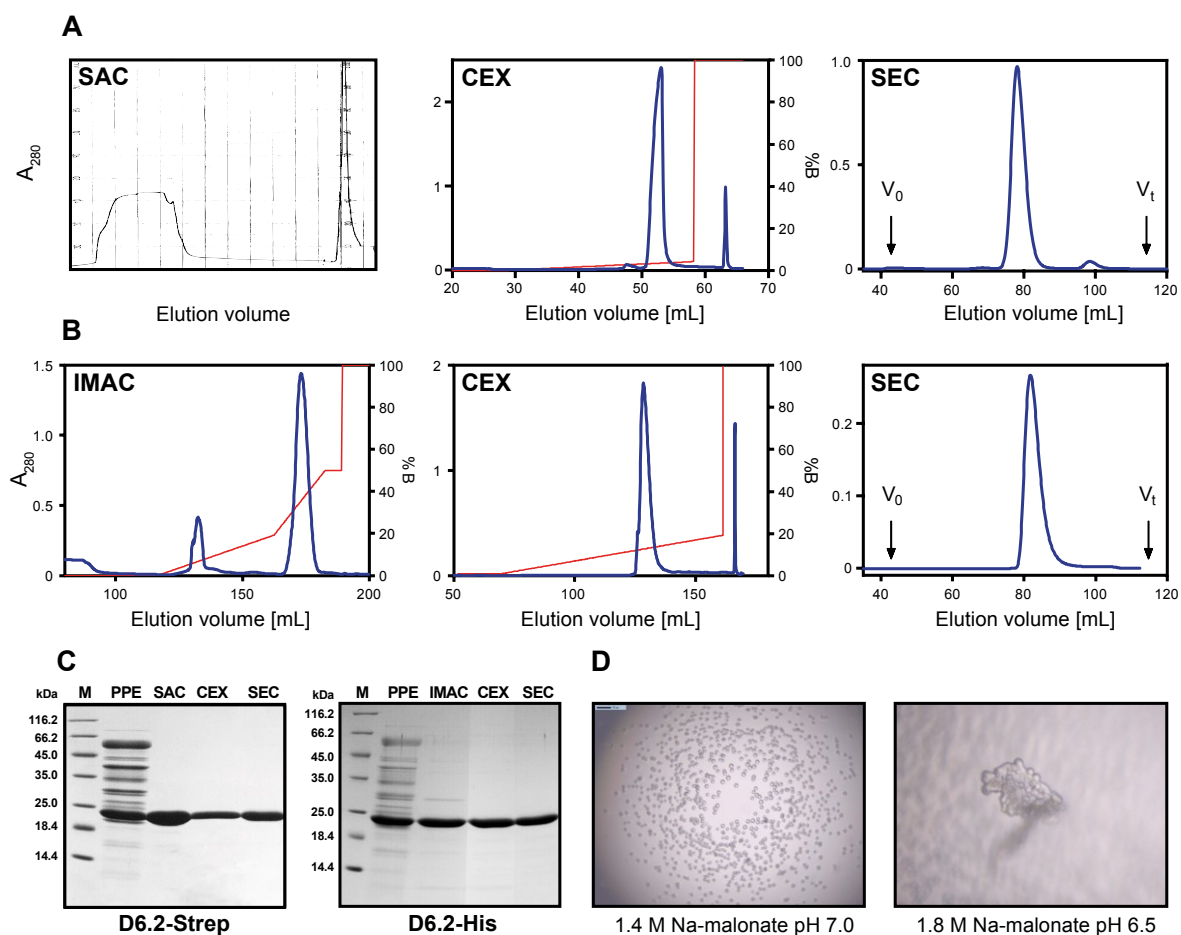 A
SAC
A280
Elution volume
CEX
2
1
0
20 30 40 50 60 70
100
80
60
40
20
0
%B
Elution volume [mL]
SEC
1.0
0.5
0
V0
Vt
40 60 80 100 120
Elution volume [mL]
B
IMAC
1.5
1.0
0.5
0
A280
100 150 200
100
80
60
40
20
0
% B
Elution volume [mL]
CEX
2
1
0
50 100 150
100
80
60
40
20
0
%B
Elution volume [mL]
SEC
0.2
0.1
0
V0
Vt
40 60 80 100 120
Elution volume [mL]
C
kDa M PPE SAC CEX SEC
116.2
66.2
45.0
35.0
25.0
18.4
14.4
D6.2-Strep
kDa M PPE IMAC CEX SEC
116.2
66.2
45.0
35.0
25.0
18.4
14.4
D6.2-His
D
1.4 M Na-malonate pH 7.0
1.8 M Na-malonate pH 6.5